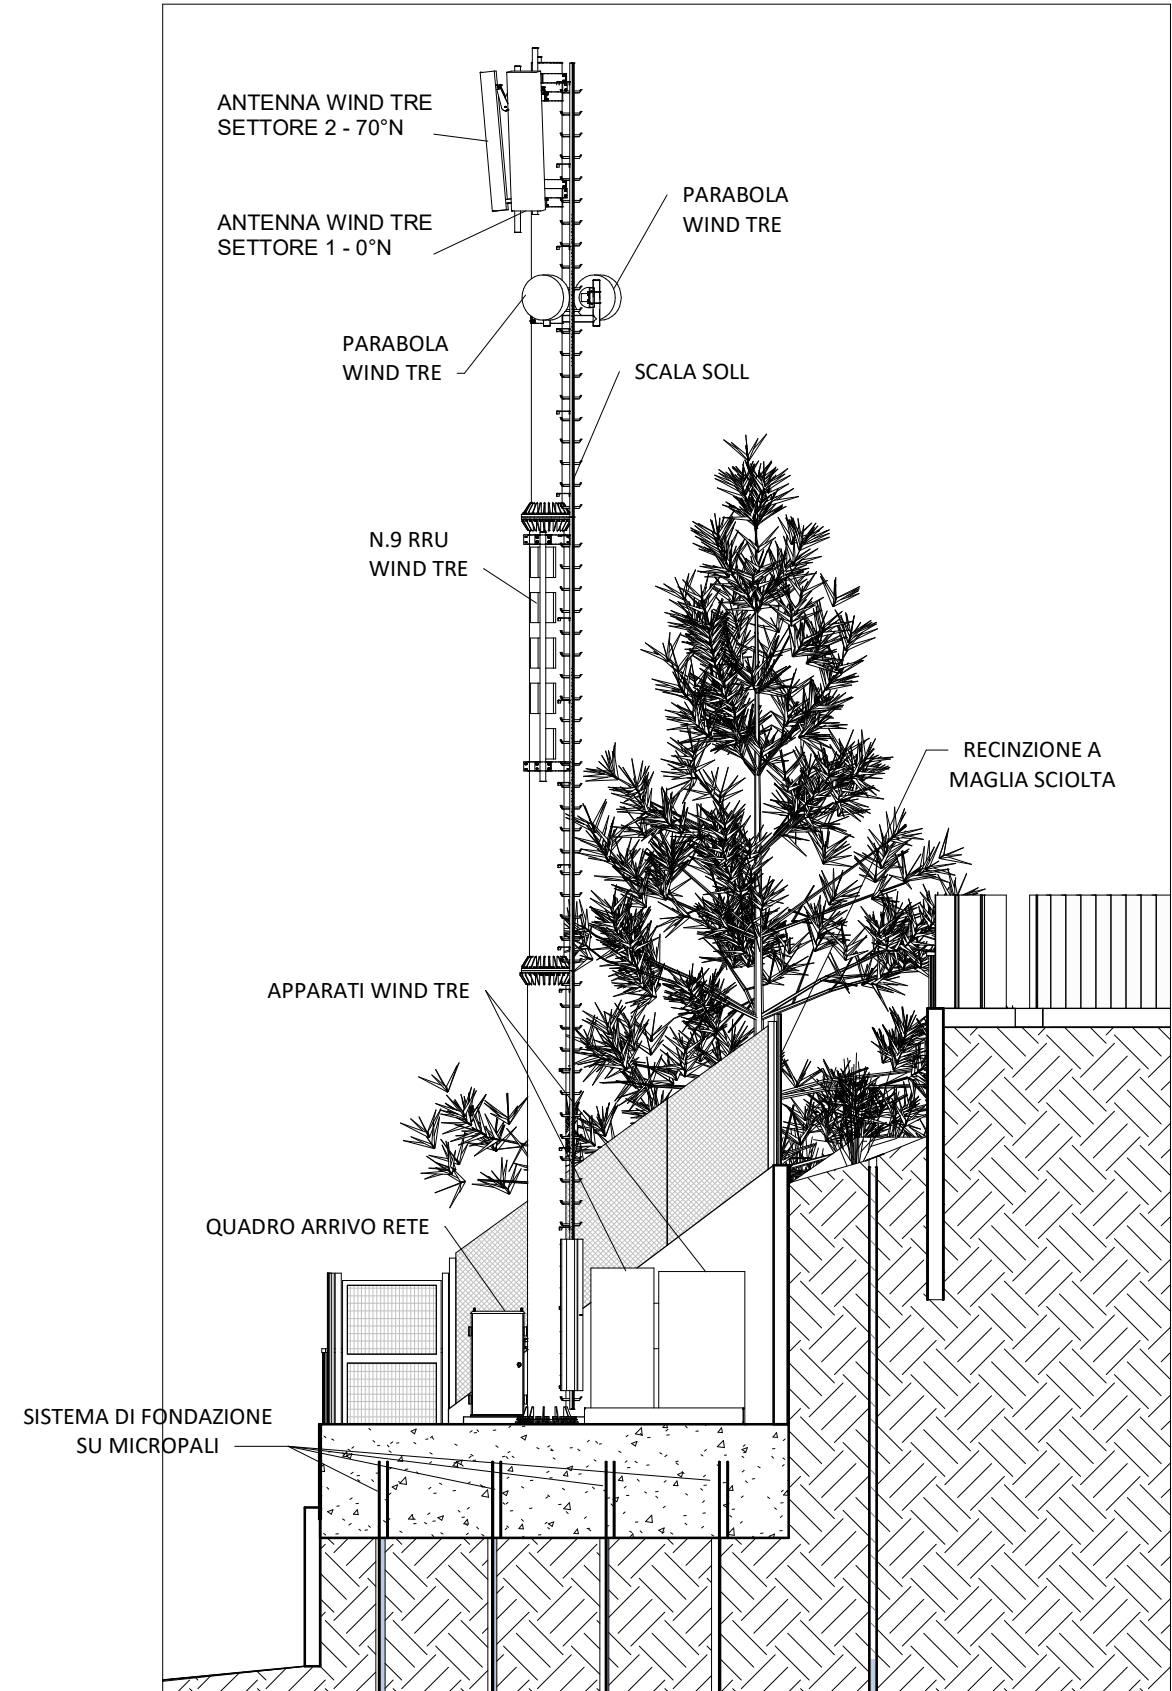 ANTENNA WIND TRE
SETTORE 2 - 70°N
PARABOLA
WIND TRE
ANTENNA WIND TRE
SETTORE 1 - 0°N
PARABOLA
WIND TRE
SCALA SOLL
N.9 RRU
WIND TRE
RECINZIONE A
MAGLIA SCIOLTA
APPARATI WIND TRE
QUADRO ARRIVO RETE
SISTEMA DI FONDAZIONE
SU MICROPALI